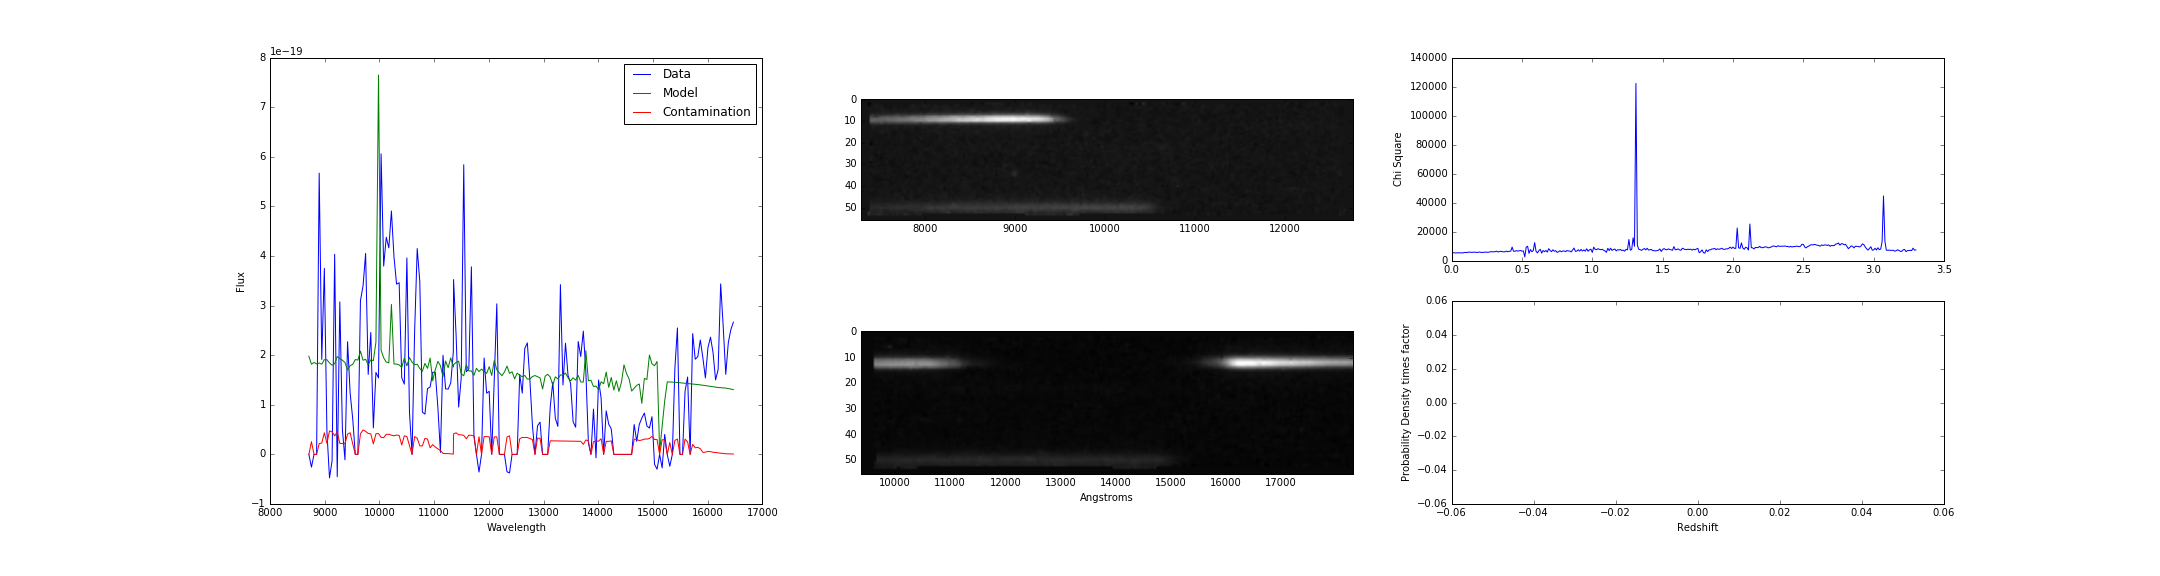 1e−19
8
7
6
5
4
3
2
1
0
−1
8000 9000 10000 11000 12000 13000 14000 15000 16000 17000
Wavelength
Flux
Data
Model
Contamination
0
10
20
30
40
50
8000 9000 10000 11000 12000
0
10
20
30
40
50
10000 11000 12000 13000 14000 15000 16000 17000
Angstroms
140000
120000
100000
80000
60000
40000
20000
0
0.0 0.5 1.0 1.5 2.0 2.5 3.0 3.5
Chi Square
0.06
0.04
0.02
0.00
−0.02
−0.04
−0.06
−0.06 −0.04 −0.02 0.00 0.02 0.04 0.06
Redshift
Probability Density times factor